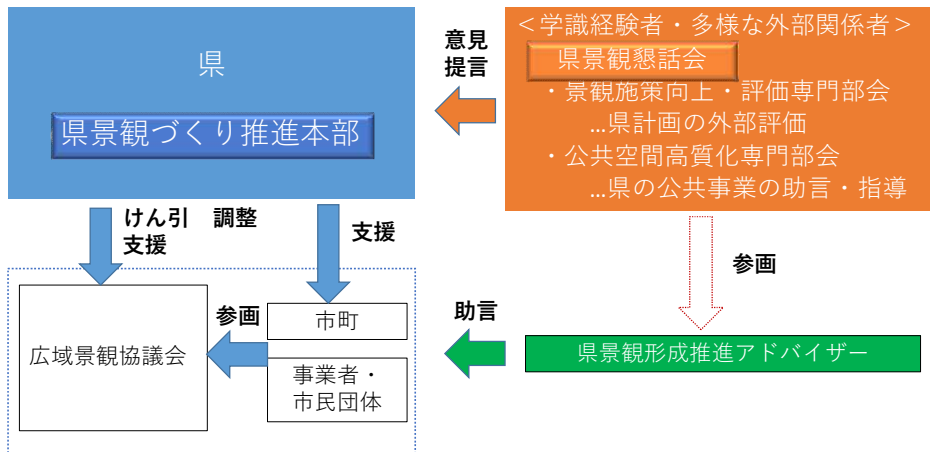 県
県景観づくり推進本部
意見
提言
＜学識経験者・多様な外部関係者＞
県景観懇話会
・景観施策向上・評価専門部会
…県計画の外部評価
・公共空間高質化専門部会
…県の公共事業の助言・指導
けん引　調整
支援
支援
参画
広域景観協議会
参画
市町
事業者・
市民団体
助言
県景観形成推進アドバイザー